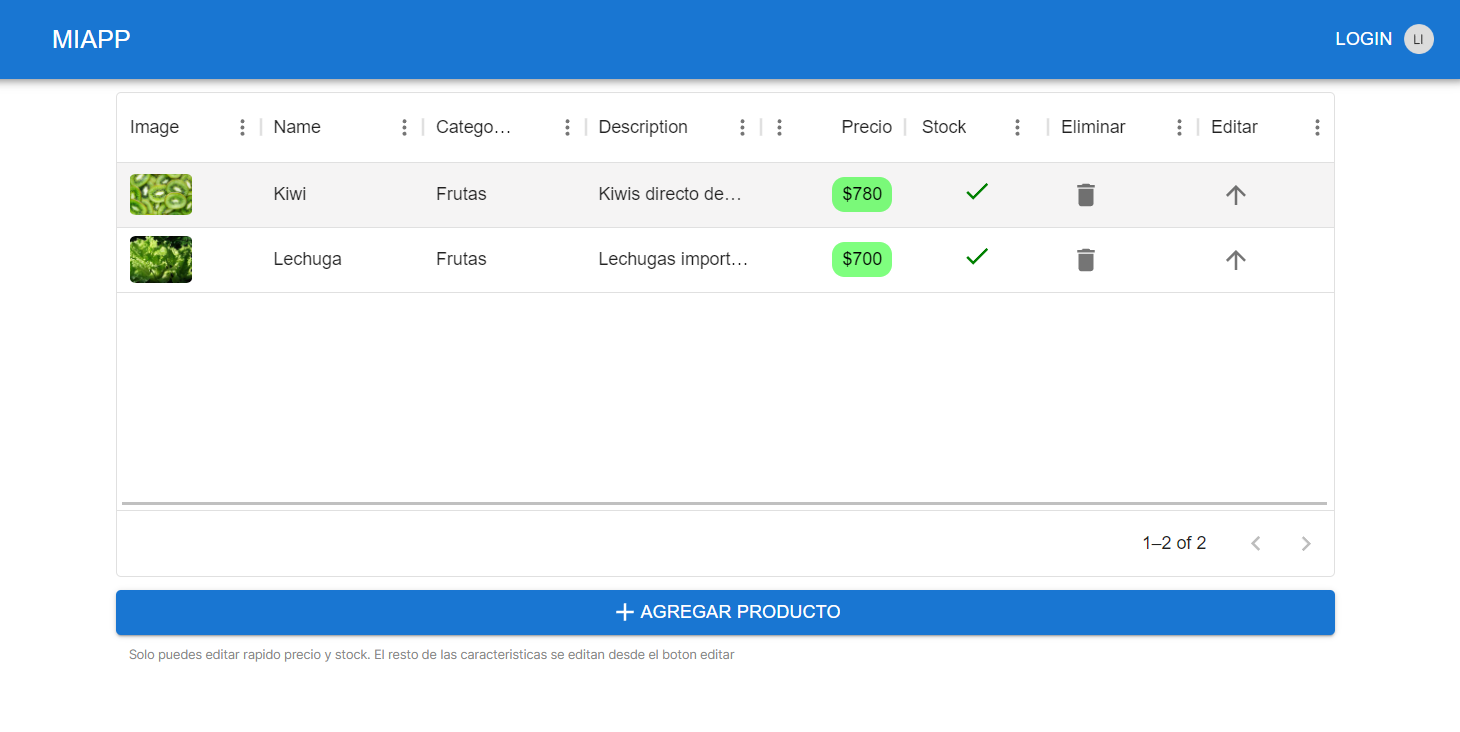 MIAPP
LOGIN LI
Image Name Catego… Description Precio Stock Eliminar Editar
Kiwi Frutas Kiwis directo de… $780
Lechuga Frutas Lechugas import… $700
1–2 of 2
AGREGAR PRODUCTO
Solo puedes editar rapido precio y stock. El resto de las caracteristicas se editan desde el boton editar